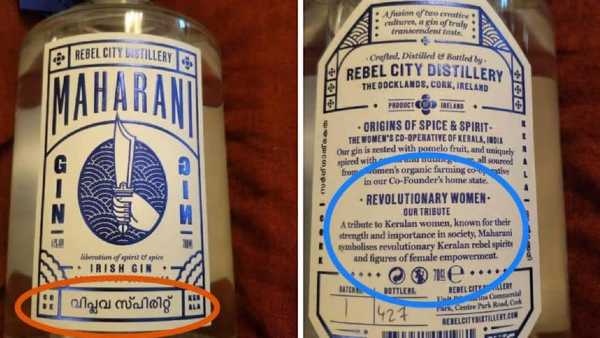 REBEL CITY DISTILLERY
MAHARANI
GIN
GIN
liberation of spirit & spice
IRISH GIN
വിപ്ലവ സ്പിരിറ്റ്
A fusion of two creative
cultures, a gin of truly
transcendent taste.
Crafted, Distilled & Bottled by
REBEL CITY DISTILLERY
THE DOCKLANDS, CORK, IRELAND
PRODUCT IRELAND
ORIGINS OF SPICE & SPIRIT
THE WOMEN'S CO-OPERATIVE OF KERALA, INDIA
Our gin is zested with pomelo fruit, and uniquely
spiced with all sourced
from women's organic farming co-operative
in our Co-Founder's home state.
REVOLUTIONARY WOMEN
OUR TRIBUTE
A tribute to Keralan women, known for their
strength and importance in society, Maharani
symbolises revolutionary Keralan rebel spirits
and figures of female empowerment.
BOTTLE:
1 427
Commercial
Park, Centre Park Road, Cork
REBELCITYDISTILLERY.COM
KERALA